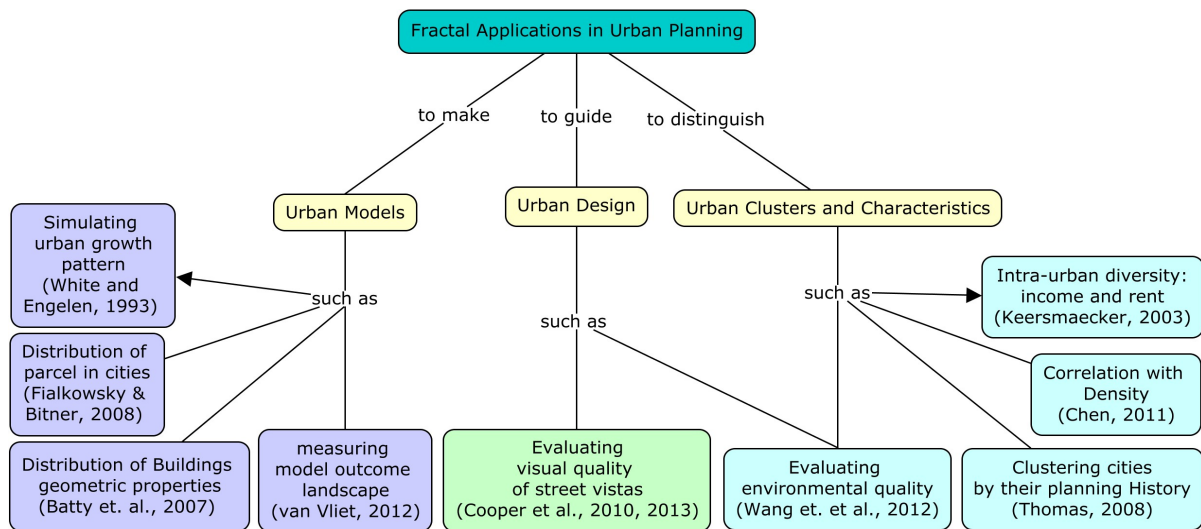 Fractal Applications in Urban Planning
to make
to guide
to distinguish
Urban Models
Urban Design
Urban Clusters and Characteristics
such as
such as
such as
Simulating
urban growth
pattern
(White and
Engelen, 1993)
Distribution of
parcel in cities
(Fialkowsky &
Bitner, 2008)
Distribution of Buildings
geometric properties
(Batty et. al., 2007)
measuring
model outcome
landscape
(van Vliet, 2012)
Evaluating
visual quality
of street vistas
(Cooper et al., 2010, 2013)
Evaluating
environmental quality
(Wang et. et al., 2012)
Intra-urban diversity:
income and rent
(Keersmaecker, 2003)
Correlation with
Density
(Chen, 2011)
Clustering cities
by their planning History
(Thomas, 2008)